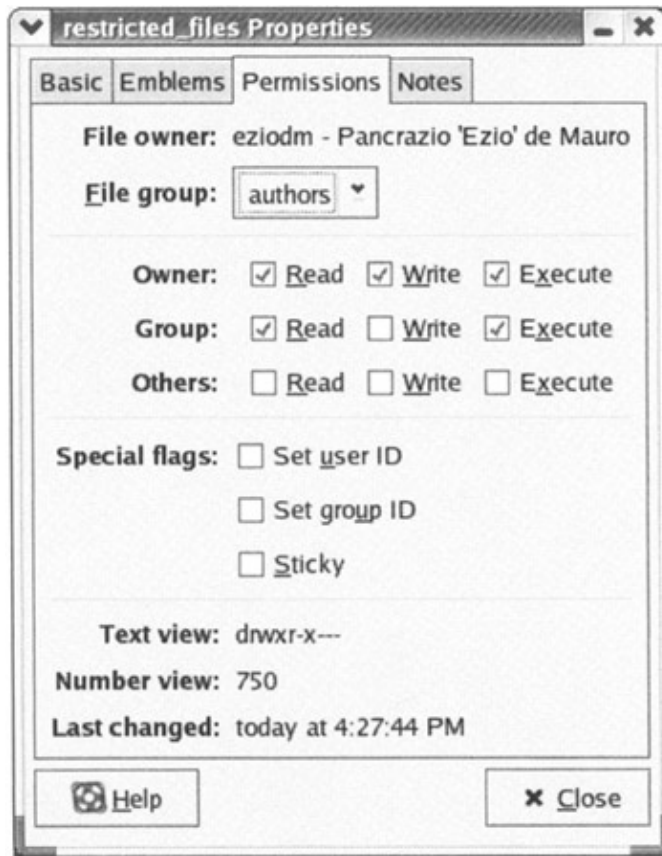 restricted_files Properties
Basic Emblems Permissions Notes
File owner: eziodm - Pancrazio 'Ezio' de Mauro
File group: authors
Owner: Read Write Execute
Group: Read Write Execute
Others: Read Write Execute
Special flags: Set user ID
Set group ID
Sticky
Text view: drwxr-x---
Number view: 750
Last changed: today at 4:27:44 PM
Help Close